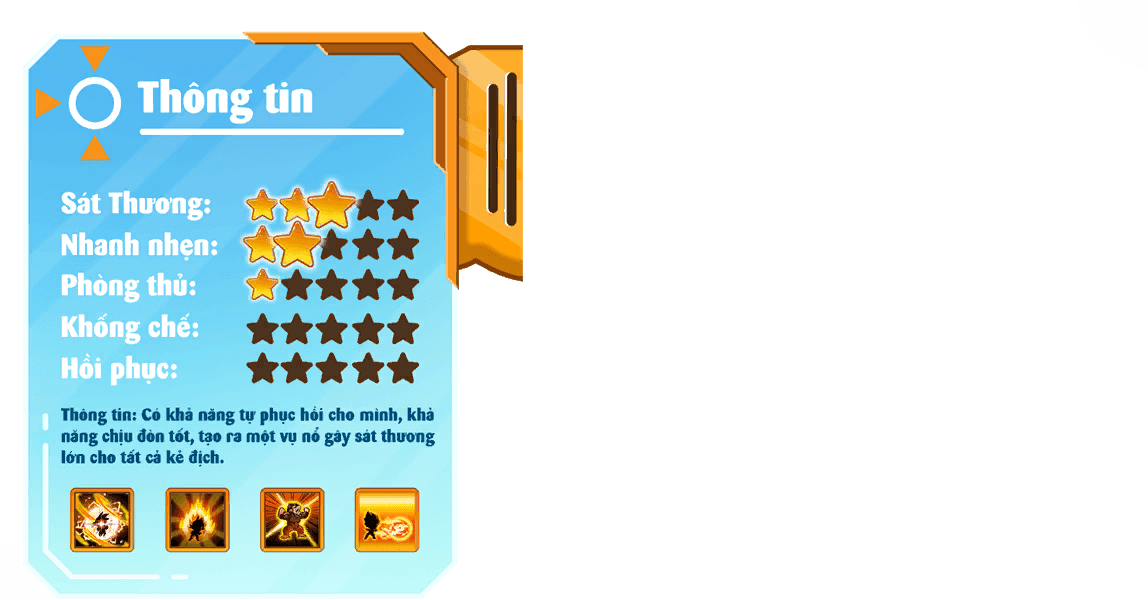 Thông tin
Sát Thương:
Nhanh nhẹn:
Phòng thủ:
Khống chế:
Hồi phục:
Thông tin: Có khả năng tự phục hồi cho mình, khả
năng chịu đòn tốt, tạo ra một vụ nổ gây sát thương
lớn cho tất cả kẻ địch.